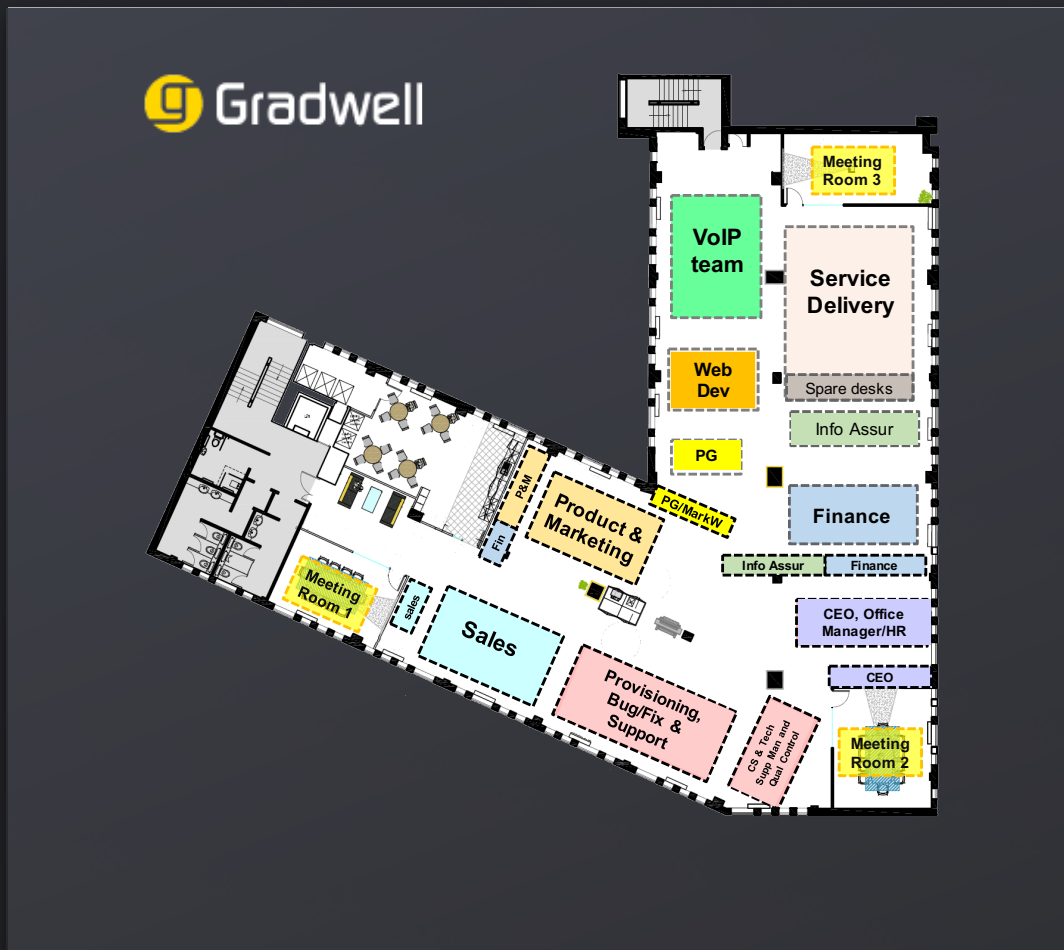 Gradwell
Meeting
Room 3
VoIP
team
Service
Delivery
Web
Dev
Spare desks
Info Assur
PG
P&M
Product &
Marketing
PG/MarkW
Finance
Fin
Info Assur
Finance
Meeting
Room 1
sales
Sales
CEO, Office
Manager/HR
CEO
Provisioning,
Bug/Fix &
Support
CS & Tech
Supp Man and
Qual Control
Meeting
Room 2